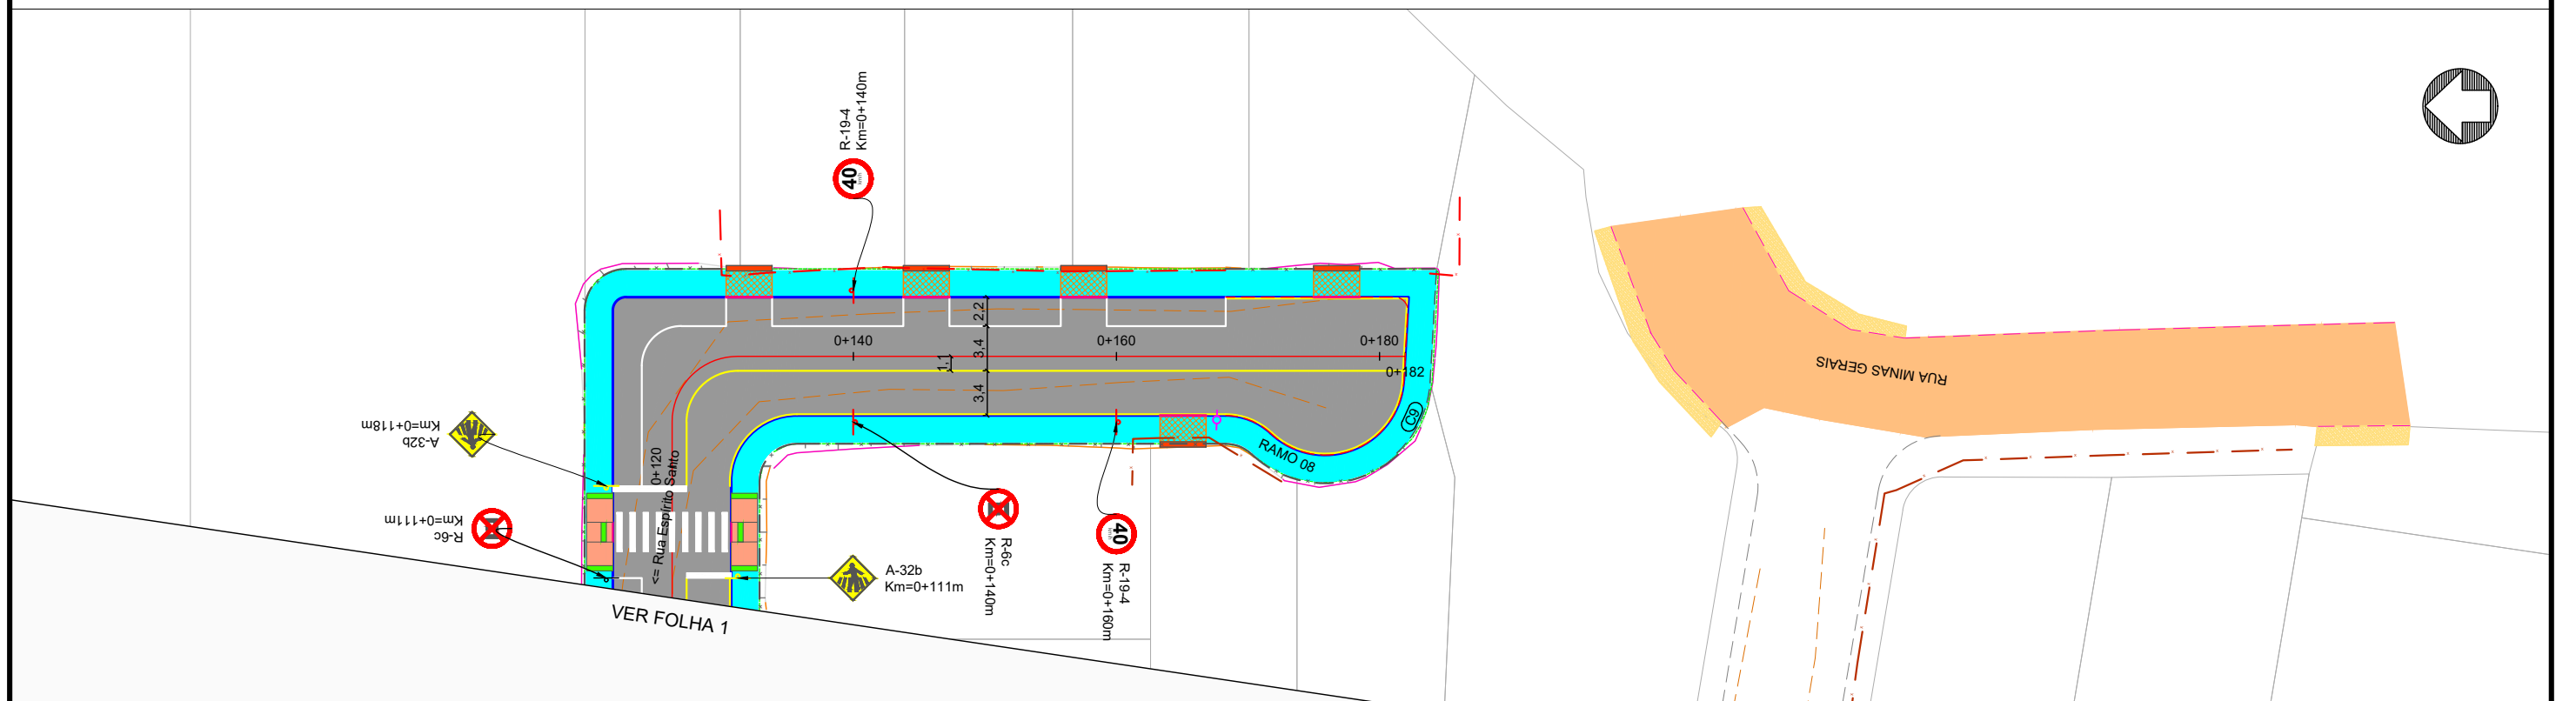 R-19-4
Km=0+140m
40
km/h
2,2
0+140
0+160
0+180
3,4
1,1
0+182
3,4
C9
RAMO 08
RUA MINAS GERAIS
A-32b
Km=0+118m
0+120
<= Rua Espírito Santo
R-6c
Km=0+111m
A-32b
Km=0+111m
R-6c
Km=0+140m
40
km/h
R-19-4
Km=0+160m
VER FOLHA 1